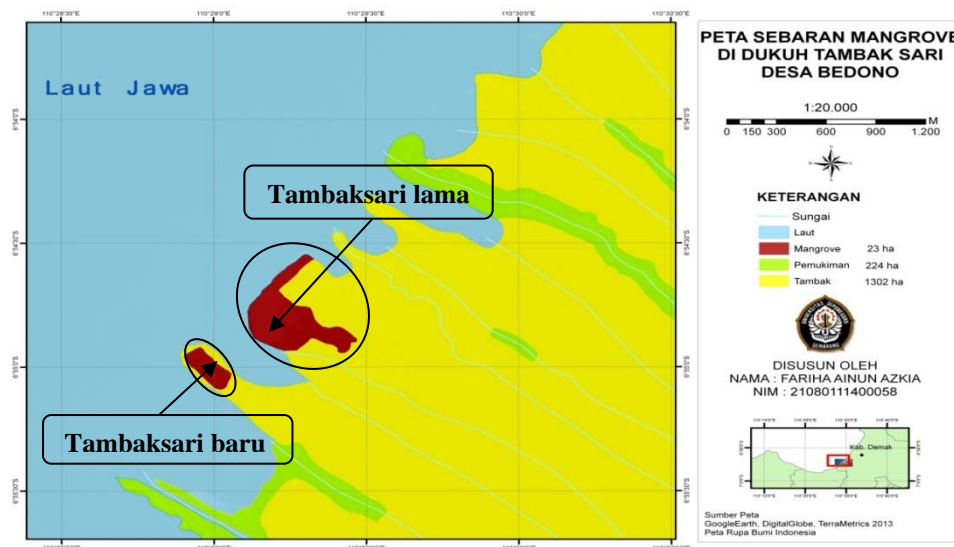 110°28'30"E 110°29'0"E 110°29'30"E 110°30'0"E 110°30'30"E
Laut Jawa
6°54'0"S
6°54'30"S
6°55'0"S
6°55'30"S
Tambaksari lama
Tambaksari baru
PETA SEBARAN MANGROVE
DI DUKUH TAMBAK SARI
DESA BEDONO
1:20.000
M
0 150 300 600 900 1.200
KETERANGAN
Sungai
Laut
Mangrove 23 ha
Pemukiman 224 ha
Tambak 1302 ha
SEMARANG
DISUSUN OLEH
NAMA : FARIHA AINUN AZKIA
NIM : 21080111400058
Kab. Demak
Sumber Peta
GoogleEarth, DigitalGlobe, TerraMetrics 2013
Peta Rupa Bumi Indonesia